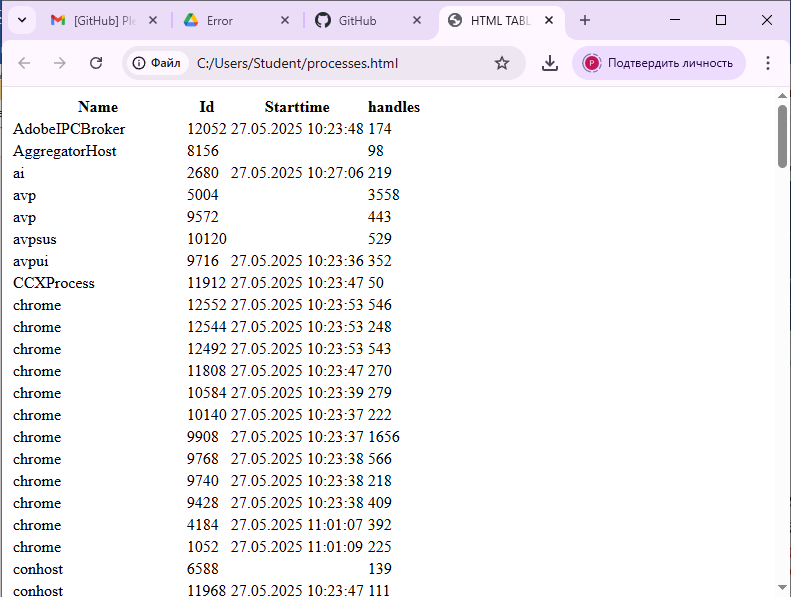 [GitHub] Ple
Error
GitHub
HTML TABL
Файл
C:/Users/Student/processes.html
Подтвердить личность
P
Name Id Starttime handles
AdobeIPCBroker 12052 27.05.2025 10:23:48 174
AggregatorHost 8156 98
ai 2680 27.05.2025 10:27:06 219
avp 5004 3558
avp 9572 443
avpsus 10120 529
avpui 9716 27.05.2025 10:23:36 352
CCXProcess 11912 27.05.2025 10:23:47 50
chrome 12552 27.05.2025 10:23:53 546
chrome 12544 27.05.2025 10:23:53 248
chrome 12492 27.05.2025 10:23:53 543
chrome 11808 27.05.2025 10:23:47 270
chrome 10584 27.05.2025 10:23:39 279
chrome 10140 27.05.2025 10:23:37 222
chrome 9908 27.05.2025 10:23:37 1656
chrome 9768 27.05.2025 10:23:38 566
chrome 9740 27.05.2025 10:23:38 218
chrome 9428 27.05.2025 10:23:38 409
chrome 4184 27.05.2025 11:01:07 392
chrome 1052 27.05.2025 11:01:09 225
conhost 6588 139
conhost 11968 27.05.2025 10:23:47 111